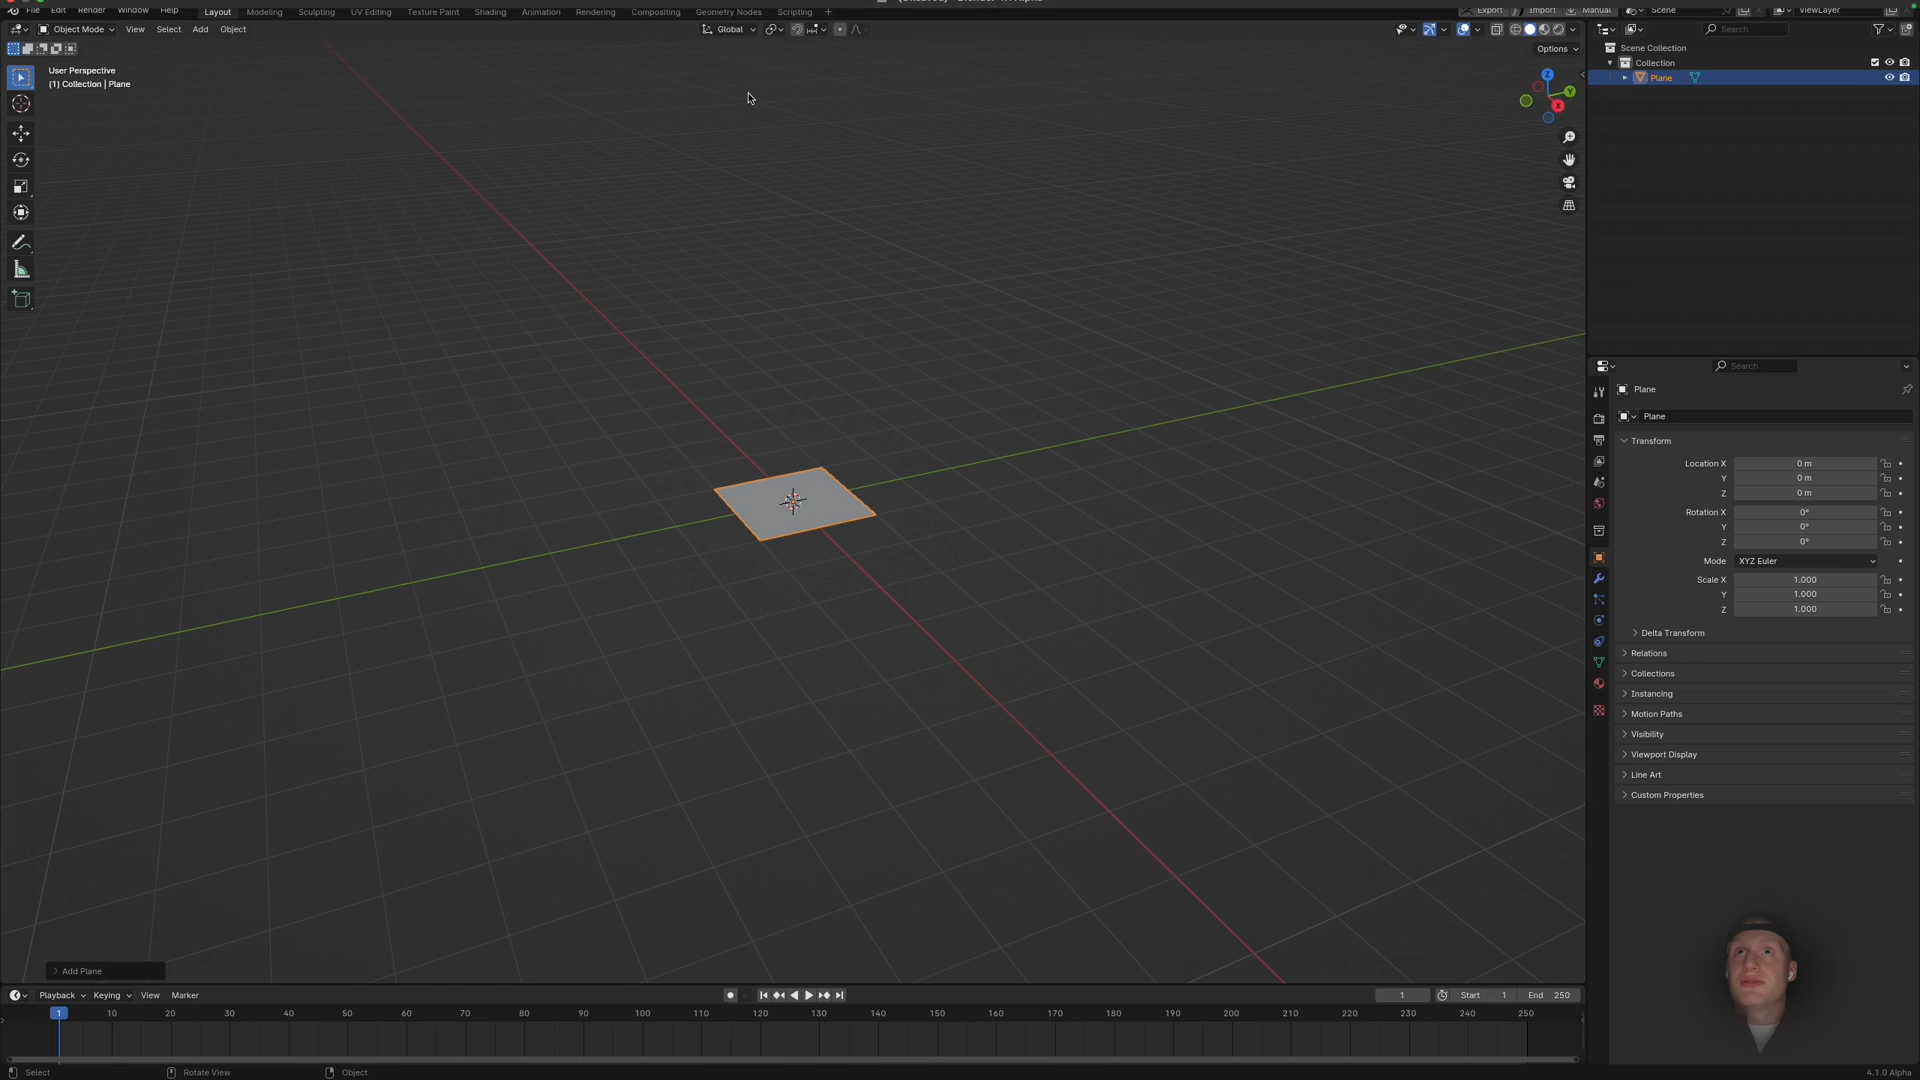 File Edit Render Window Help Layout Modeling Sculpting UV Editing Texture Paint Shading Animation Rendering Compositing Geometry Nodes Scripting + Export Import Manual Scene ViewLayer
Object Mode View Select Add Object Global Search
Options
Scene Collection
Collection
Plane
User Perspective
(1) Collection | Plane
Z
Y
X
Search
Plane
Plane
Transform
Location X 0 m
Y 0 m
Z 0 m
Rotation X 0°
Y 0°
Z 0°
Mode XYZ Euler
Scale X 1.000
Y 1.000
Z 1.000
Delta Transform
Relations
Collections
Instancing
Motion Paths
Visibility
Viewport Display
Line Art
Custom Properties
Add Plane
Playback Keying View Marker 1 Start 1 End 250
1 10 20 30 40 50 60 70 80 90 100 110 120 130 140 150 160 170 180 190 200 210 220 230 240 250
Select Rotate View Object 4.1.0 Alpha